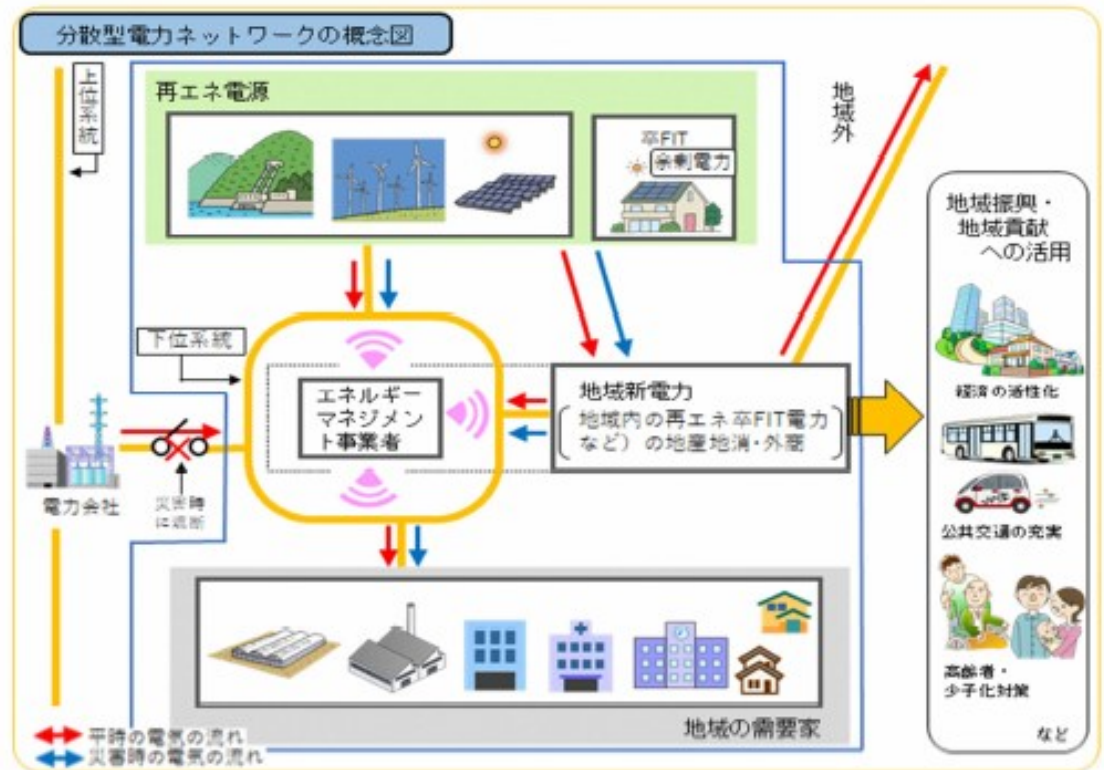 分散型電力ネットワークの概念図
上位系統
再エネ電源
卒FIT
余剰電力
地域外
地域振興・
地域貢献
への活用
経済の活性化
公共交通の充実
高齢者・
少子化対策
など
下位系統
エネルギー
マネジメン
ト事業者
地域新電力
地域内の再エネ卒FIT電力
など）の地産地消・外商
電力会社
災害時
に遮断
地域の需要家
平時の電気の流れ
災害時の電気の流れ